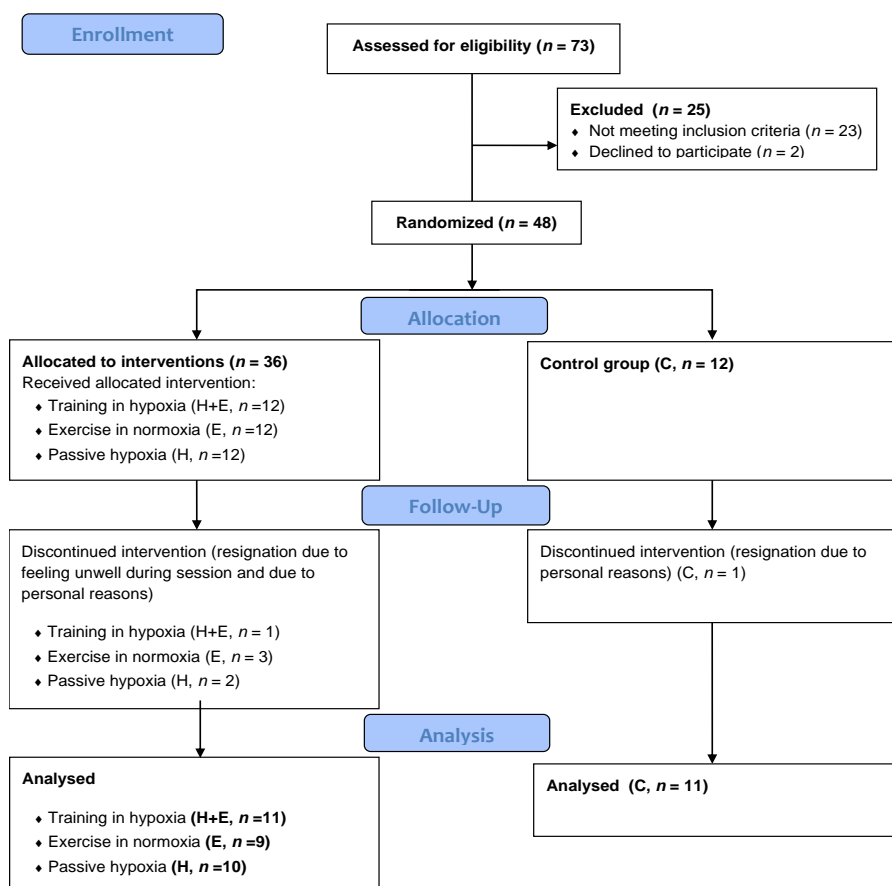 Enrollment
Assessed for eligibility (n = 73)
Excluded (n = 25)
♦ Not meeting inclusion criteria (n = 23)
♦ Declined to participate (n = 2)
Randomized (n = 48)
Allocation
Allocated to interventions (n = 36)
Received allocated intervention:
♦ Training in hypoxia (H+E, n =12)
♦ Exercise in normoxia (E, n =12)
♦ Passive hypoxia (H, n =12)
Control group (C, n = 12)
Follow-Up
Discontinued intervention (resignation due to
feeling unwell during session and due to
personal reasons)
♦ Training in hypoxia (H+E, n = 1)
♦ Exercise in normoxia (E, n = 3)
♦ Passive hypoxia (H, n = 2)
Discontinued intervention (resignation due to
personal reasons) (C, n = 1)
Analysis
Analysed
♦ Training in hypoxia (H+E, n =11)
♦ Exercise in normoxia (E, n =9)
♦ Passive hypoxia (H, n =10)
Analysed (C, n = 11)